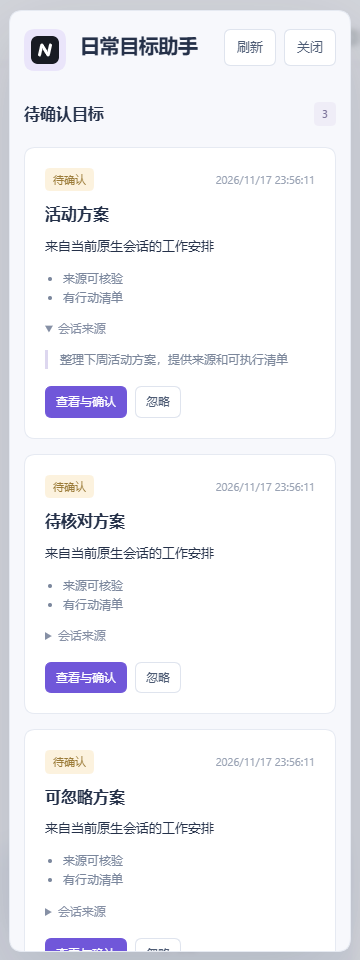 N
日常目标助手
刷新
关闭
待确认目标
3
待确认
2026/11/17 23:56:11
活动方案
来自当前原生会话的工作安排
来源可核验
有行动清单
会话来源
整理下周活动方案，提供来源和可执行清单
查看与确认
忽略
待确认
2026/11/17 23:56:11
待核对方案
来自当前原生会话的工作安排
来源可核验
有行动清单
会话来源
查看与确认
忽略
待确认
2026/11/17 23:56:11
可忽略方案
来自当前原生会话的工作安排
来源可核验
有行动清单
会话来源
查看与确认
忽略